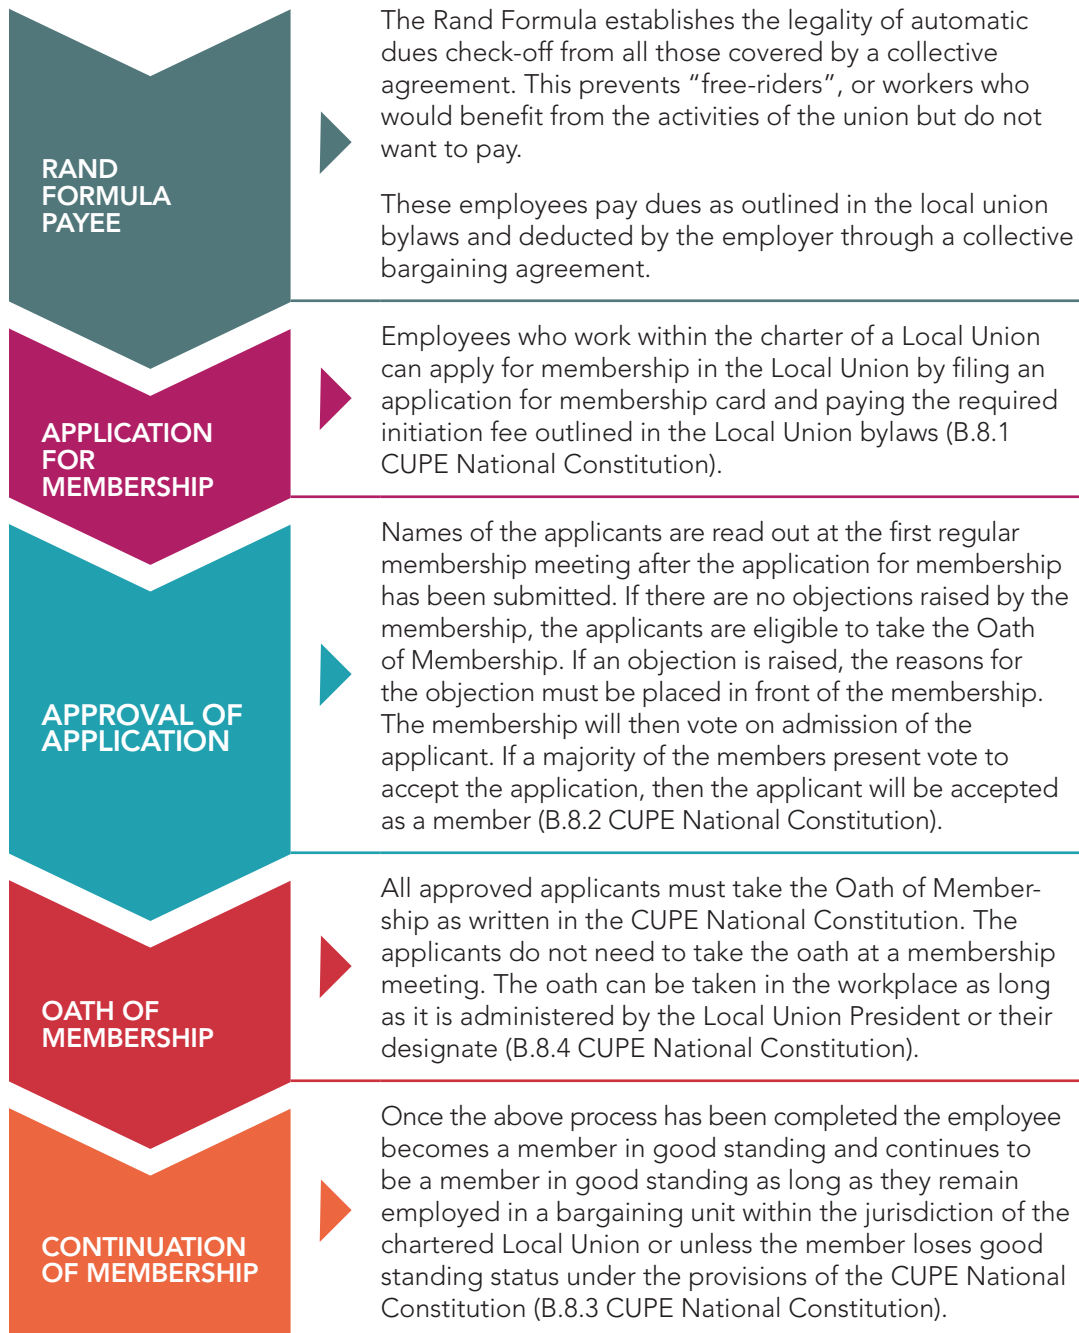 RAND
FORMULA
PAYEE
The Rand Formula establishes the legality of automatic
dues check-off from all those covered by a collective
agreement. This prevents “free-riders”, or workers who
would benefit from the activities of the union but do not
want to pay.
These employees pay dues as outlined in the local union
bylaws and deducted by the employer through a collective
bargaining agreement.
APPLICATION
FOR
MEMBERSHIP
Employees who work within the charter of a Local Union
can apply for membership in the Local Union by filing an
application for membership card and paying the required
initiation fee outlined in the Local Union bylaws (B.8.1
CUPE National Constitution).
APPROVAL OF
APPLICATION
Names of the applicants are read out at the first regular
membership meeting after the application for membership
has been submitted. If there are no objections raised by the
membership, the applicants are eligible to take the Oath
of Membership. If an objection is raised, the reasons for
the objection must be placed in front of the membership.
The membership will then vote on admission of the
applicant. If a majority of the members present vote to
accept the application, then the applicant will be accepted
as a member (B.8.2 CUPE National Constitution).
OATH OF
MEMBERSHIP
All approved applicants must take the Oath of Member-
ship as written in the CUPE National Constitution. The
applicants do not need to take the oath at a membership
meeting. The oath can be taken in the workplace as long
as it is administered by the Local Union President or their
designate (B.8.4 CUPE National Constitution).
CONTINUATION
OF MEMBERSHIP
Once the above process has been completed the employee
becomes a member in good standing and continues to
be a member in good standing as long as they remain
employed in a bargaining unit within the jurisdiction of the
chartered Local Union or unless the member loses good
standing status under the provisions of the CUPE National
Constitution (B.8.3 CUPE National Constitution).